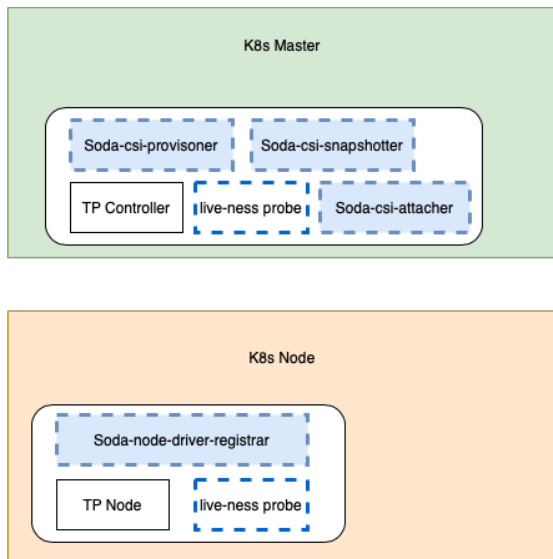 K8s Master
Soda-csi-provisoner
Soda-csi-snapshotter
TP Controller
live-ness probe
Soda-csi-attacher
K8s Node
Soda-node-driver-registrar
TP Node
live-ness probe